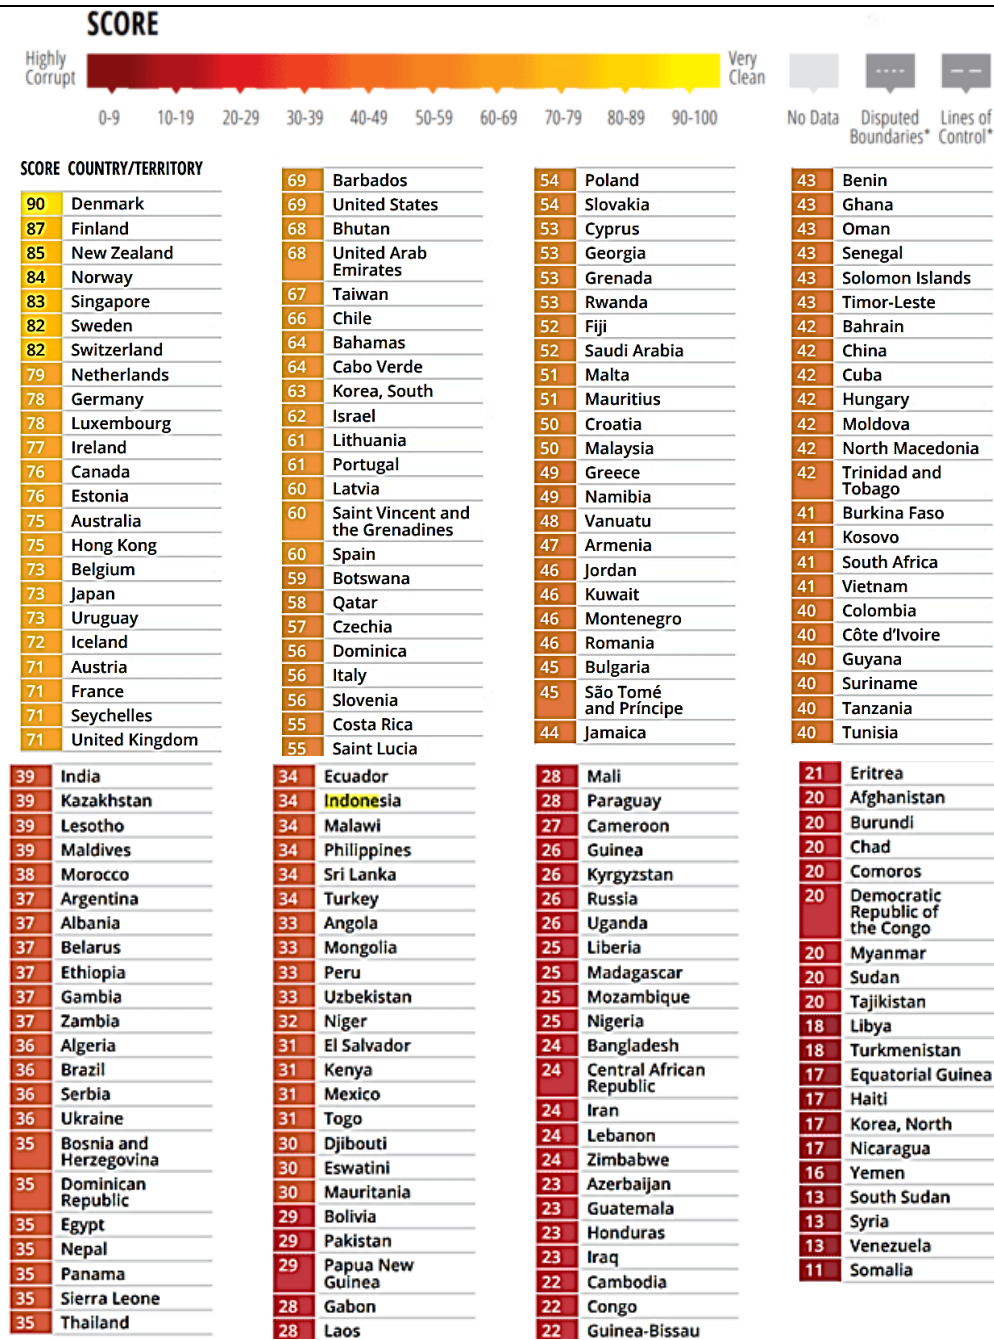 SCORE
Highly
Corrupt
Very
Clean
0-9 10-19 20-29 30-39 40-49 50-59 60-69 70-79 80-89 90-100
No Data
Disputed
Boundaries*
Lines of
Control*
SCORE COUNTRY/TERRITORY
90 Denmark
87 Finland
85 New Zealand
84 Norway
83 Singapore
82 Sweden
82 Switzerland
79 Netherlands
78 Germany
78 Luxembourg
77 Ireland
76 Canada
76 Estonia
75 Australia
75 Hong Kong
73 Belgium
73 Japan
73 Uruguay
72 Iceland
71 Austria
71 France
71 Seychelles
71 United Kingdom
69 Barbados
69 United States
68 Bhutan
68 United Arab
Emirates
67 Taiwan
66 Chile
64 Bahamas
64 Cabo Verde
63 Korea, South
62 Israel
61 Lithuania
61 Portugal
60 Latvia
60 Saint Vincent and
the Grenadines
60 Spain
59 Botswana
58 Qatar
57 Czechia
56 Dominica
56 Italy
56 Slovenia
55 Costa Rica
55 Saint Lucia
54 Poland
54 Slovakia
53 Cyprus
53 Georgia
53 Grenada
53 Rwanda
52 Fiji
52 Saudi Arabia
51 Malta
51 Mauritius
50 Croatia
50 Malaysia
49 Greece
49 Namibia
48 Vanuatu
47 Armenia
46 Jordan
46 Kuwait
46 Montenegro
46 Romania
45 Bulgaria
45 São Tomé
and Príncipe
44 Jamaica
43 Benin
43 Ghana
43 Oman
43 Senegal
43 Solomon Islands
43 Timor-Leste
42 Bahrain
42 China
42 Cuba
42 Hungary
42 Moldova
42 North Macedonia
42 Trinidad and
Tobago
41 Burkina Faso
41 Kosovo
41 South Africa
41 Vietnam
40 Colombia
40 Côte d'Ivoire
40 Guyana
40 Suriname
40 Tanzania
40 Tunisia
39 India
39 Kazakhstan
39 Lesotho
39 Maldives
38 Morocco
37 Argentina
37 Albania
37 Belarus
37 Ethiopia
37 Gambia
37 Zambia
36 Algeria
36 Brazil
36 Serbia
36 Ukraine
35 Bosnia and
Herzegovina
35 Dominican
Republic
35 Egypt
35 Nepal
35 Panama
35 Sierra Leone
35 Thailand
34 Ecuador
34 Indonesia
34 Malawi
34 Philippines
34 Sri Lanka
34 Turkey
33 Angola
33 Mongolia
33 Peru
33 Uzbekistan
32 Niger
31 El Salvador
31 Kenya
31 Mexico
31 Togo
30 Djibouti
30 Eswatini
30 Mauritania
29 Bolivia
29 Pakistan
29 Papua New
Guinea
28 Gabon
28 Laos
28 Mali
28 Paraguay
27 Cameroon
26 Guinea
26 Kyrgyzstan
26 Russia
26 Uganda
25 Liberia
25 Madagascar
25 Mozambique
25 Nigeria
24 Bangladesh
24 Central African
Republic
24 Iran
24 Lebanon
24 Zimbabwe
23 Azerbaijan
23 Guatemala
23 Honduras
23 Iraq
22 Cambodia
22 Congo
22 Guinea-Bissau
21 Eritrea
20 Afghanistan
20 Burundi
20 Chad
20 Comoros
20 Democratic
Republic of
the Congo
20 Myanmar
20 Sudan
20 Tajikistan
18 Libya
18 Turkmenistan
17 Equatorial Guinea
17 Haiti
17 Korea, North
17 Nicaragua
16 Yemen
13 South Sudan
13 Syria
13 Venezuela
11 Somalia